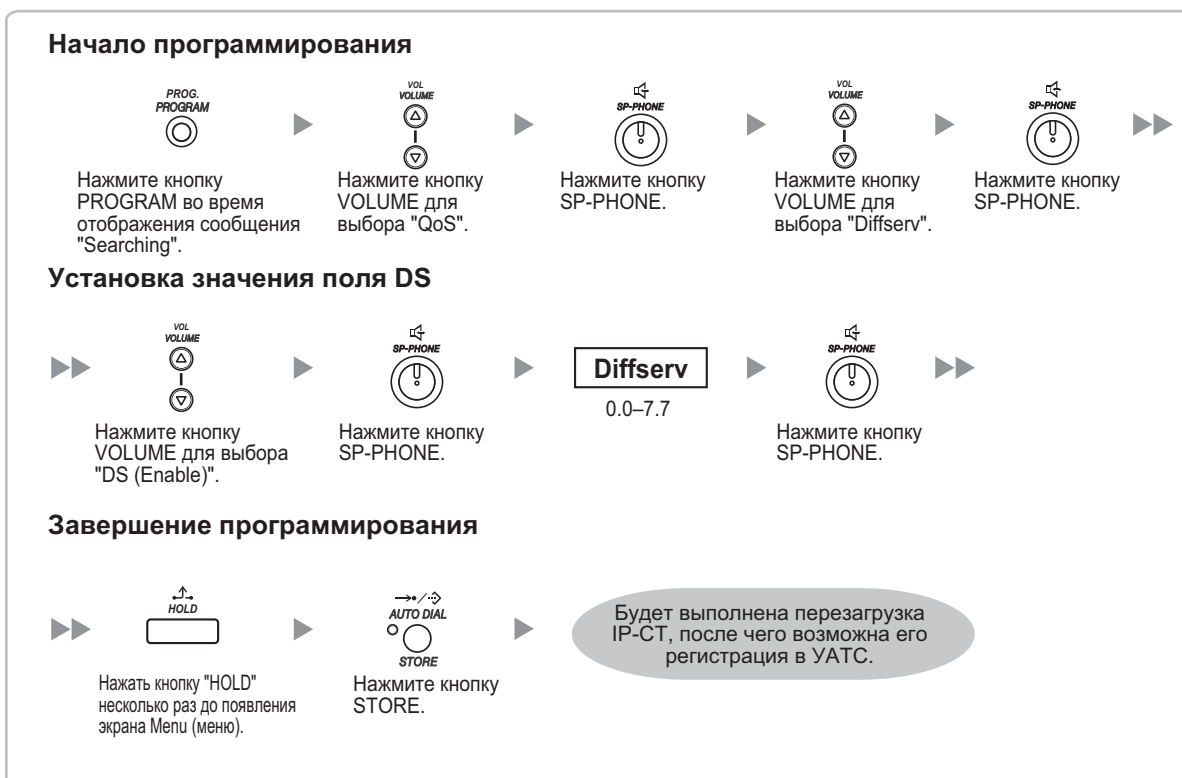 Начало программирования
PROG.
PROGRAM
Нажмите кнопку
PROGRAM во время
отображения сообщения
"Searching".
VOL
VOLUME
Нажмите кнопку
VOLUME для
выбора "QoS".
SP-PHONE
Нажмите кнопку
SP-PHONE.
VOL
VOLUME
Нажмите кнопку
VOLUME для
выбора "Diffserv".
SP-PHONE
Нажмите кнопку
SP-PHONE.
Установка значения поля DS
VOL
VOLUME
Нажмите кнопку
VOLUME для выбора
"DS (Enable)".
SP-PHONE
Нажмите кнопку
SP-PHONE.
Diffserv
0.0–7.7
SP-PHONE
Нажмите кнопку
SP-PHONE.
Завершение программирования
HOLD
Нажать кнопку "HOLD"
несколько раз до появления
экрана Menu (меню).
AUTO DIAL
STORE
Нажмите кнопку
STORE.
Будет выполнена перезагрузка
IP-СТ, после чего возможна его
регистрация в УАТС.